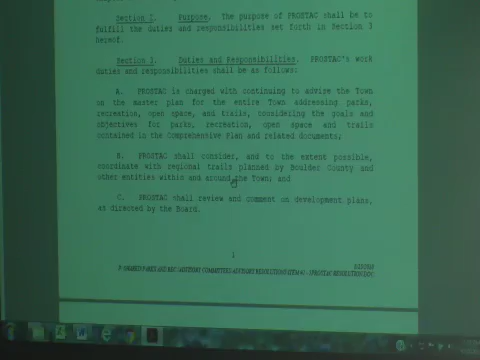 Section 2. Purpose. The purpose of PROSTAC shall be to
fulfill the duties and responsibilities set forth in Section 3
hereof.
Section 3. Duties and Responsibilities. PROSTAC's work
duties and responsibilities shall be as follows:
A. PROSTAC is charged with continuing to advise the Town
on the master plan for the entire Town addressing parks,
recreation, open space, and trails, considering the goals and
objectives for parks, recreation, open space and trails
contained in the Comprehensive Plan and related documents;
B. PROSTAC shall consider, and to the extent possible,
coordinate with regional trails planned by Boulder County and
other entities within and around the Town; and
C. PROSTAC shall review and comment on development plans,
as directed by the Board.
1